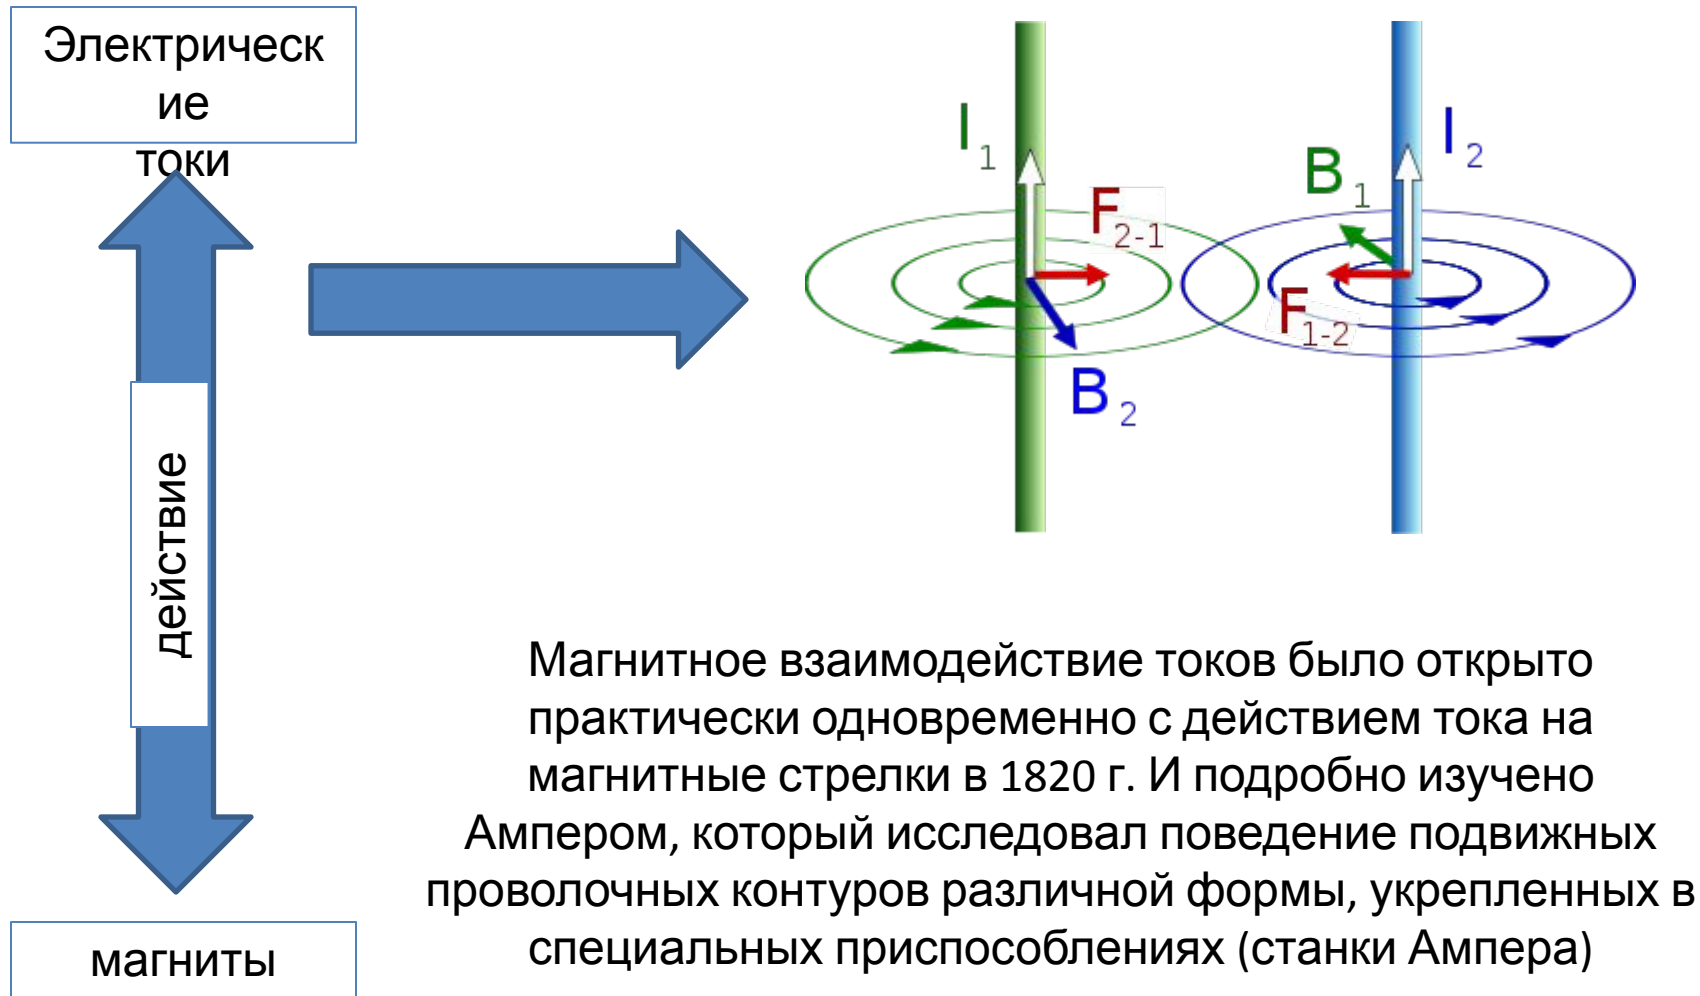 Электрическ
ие
токи
действие
магниты
I1
F2-1
B2
B1
I2
F1-2
Магнитное взаимодействие токов было открыто
практически одновременно с действием тока на
магнитные стрелки в 1820 г. И подробно изучено
Ампером, который исследовал поведение подвижных
проволочных контуров различной формы, укрепленных в
специальных приспособлениях (станки Ампера)